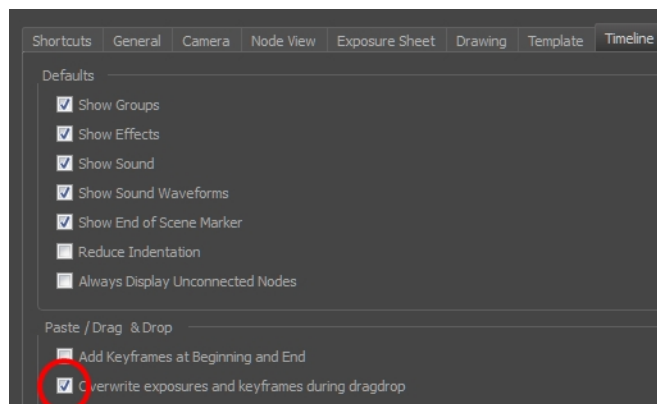 Shortcuts General Camera Node View Exposure Sheet Drawing Template Timeline
Defaults
Show Groups
Show Effects
Show Sound
Show Sound Waveforms
Show End of Scene Marker
Reduce Indentation
Always Display Unconnected Nodes
Paste / Drag & Drop
Add Keyframes at Beginning and End
Overwrite exposures and keyframes during dragdrop